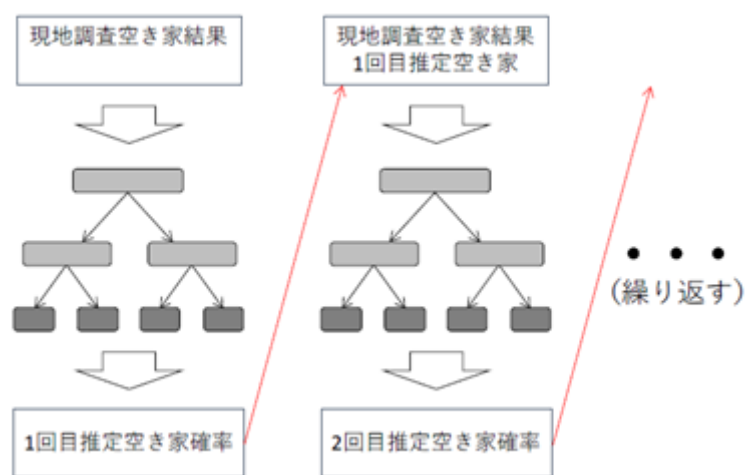 現地調査空き家結果
1回目推定空き家確率
現地調査空き家結果
1回目推定空き家
2回目推定空き家確率
(繰り返す)